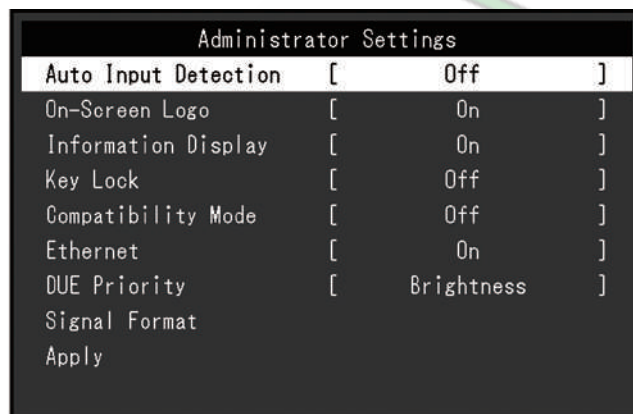 Administrator Settings
Auto Input Detection [ Off ]
On-Screen Logo [ On ]
Information Display [ On ]
Key Lock [ Off ]
Compatibility Mode [ Off ]
Ethernet [ On ]
DUE Priority [ Brightness ]
Signal Format
Apply